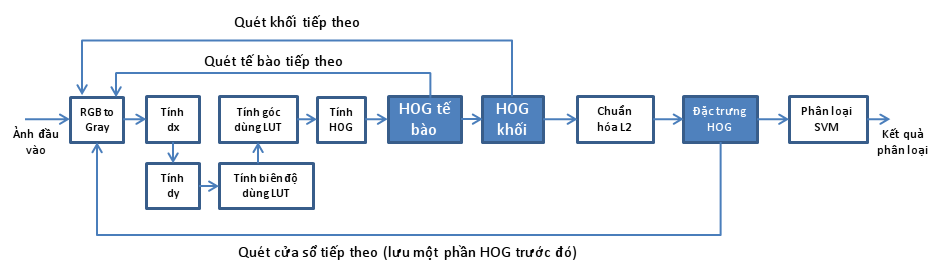 Quét khối tiếp theo
Quét tế bào tiếp theo
Ảnh đầu
vào
RGB to
Gray
Tính
dx
Tính
dy
Tính góc
dùng LUT
Tính biên độ
dùng LUT
Tính
HOG
HOG tế
bào
HOG
khối
Chuẩn
hóa L2
Đặc trưng
HOG
Phân loại
SVM
Kết quả
phân loại
Quét cửa sổ tiếp theo (lưu một phần HOG trước đó)